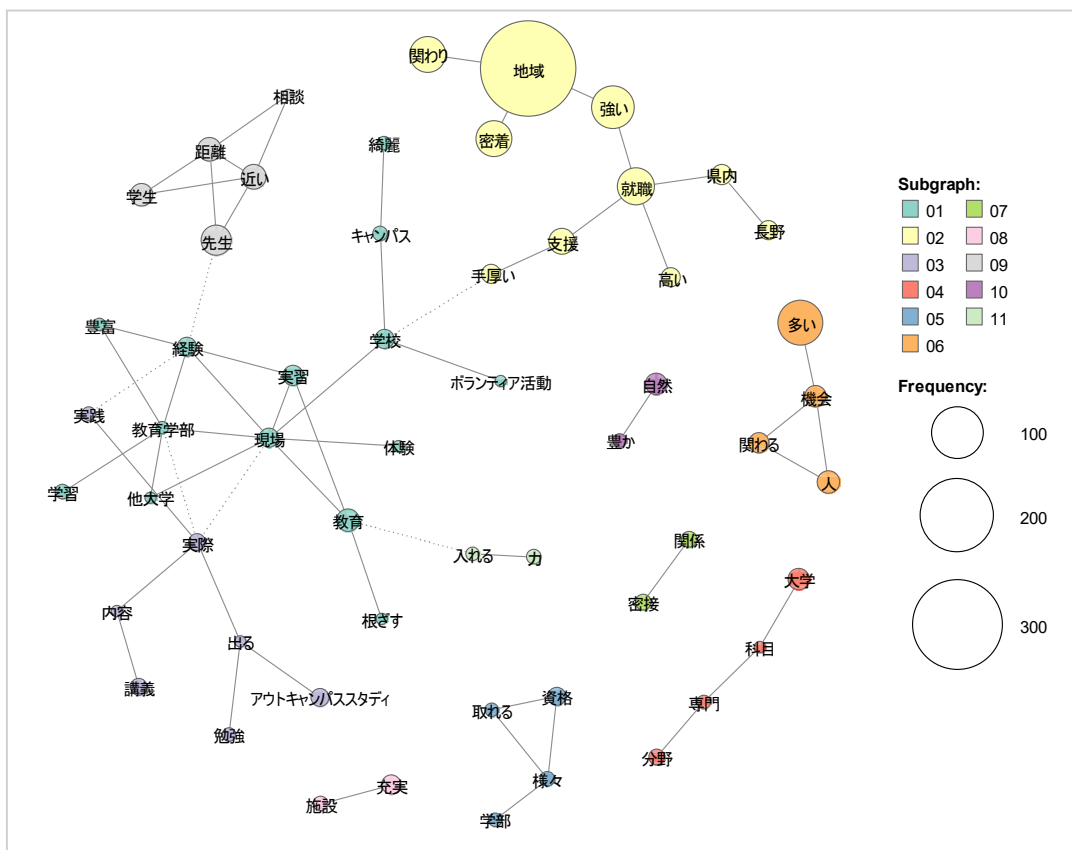 関わり
地域
強い
密着
就職
県内
長野
支援
手厚い
高い
相談
距離
近い
学生
先生
綺麗
キャンパス
学校
ボランティア活動
豊富
経験
実習
実践
教育学部
現場
体験
学習
他大学
教育
実際
入れる
力
根ざす
内容
出る
講義
アウトキャンパススタディ
勉強
施設
充実
資格
取れる
様々
学部
自然
豊か
多い
機会
関わる
人
関係
密接
大学
科目
専門
分野
Subgraph:
01 07
02 08
03 09
04 10
05 11
06
Frequency:
100
200
300